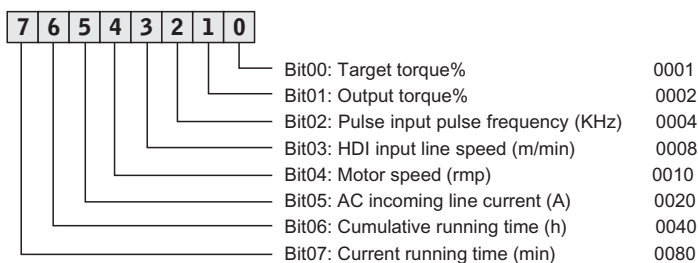 7 6 5 4 3 2 1 0
Bit00: Target torque% 0001
Bit01: Output torque% 0002
Bit02: Pulse input pulse frequency (KHz) 0004
Bit03: HDI input line speed (m/min) 0008
Bit04: Motor speed (rmp) 0010
Bit05: AC incoming line current (A) 0020
Bit06: Cumulative running time (h) 0040
Bit07: Current running time (min) 0080